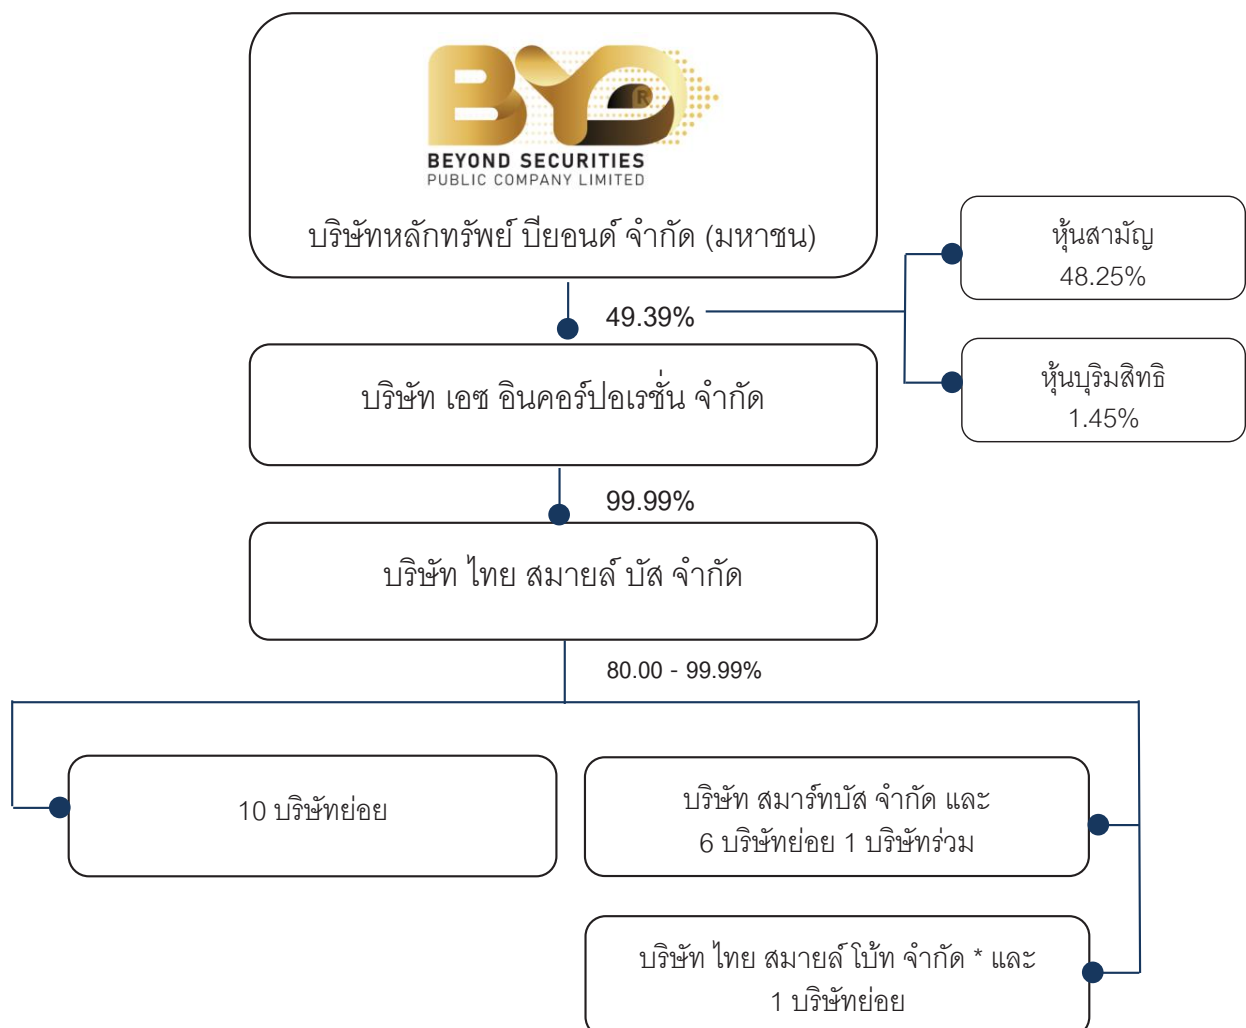 BYD
®
BEYOND SECURITIES
PUBLIC COMPANY LIMITED
บริษัทหลักทรัพย์ บียอนด์ จำกัด (มหาชน)
49.39%
หุ้นสามัญ
48.25%
หุ้นบุริมสิทธิ
1.45%
บริษัท เอซ อินคอร์ปอเรชั่น จำกัด
99.99%
บริษัท ไทย สมายล์ บัส จำกัด
80.00 - 99.99%
10 บริษัทย่อย
บริษัท สมาร์ทบัส จำกัด และ
6 บริษัทย่อย 1 บริษัทร่วม
บริษัท ไทย สมายล์ โบ้ท จำกัด * และ
1 บริษัทย่อย